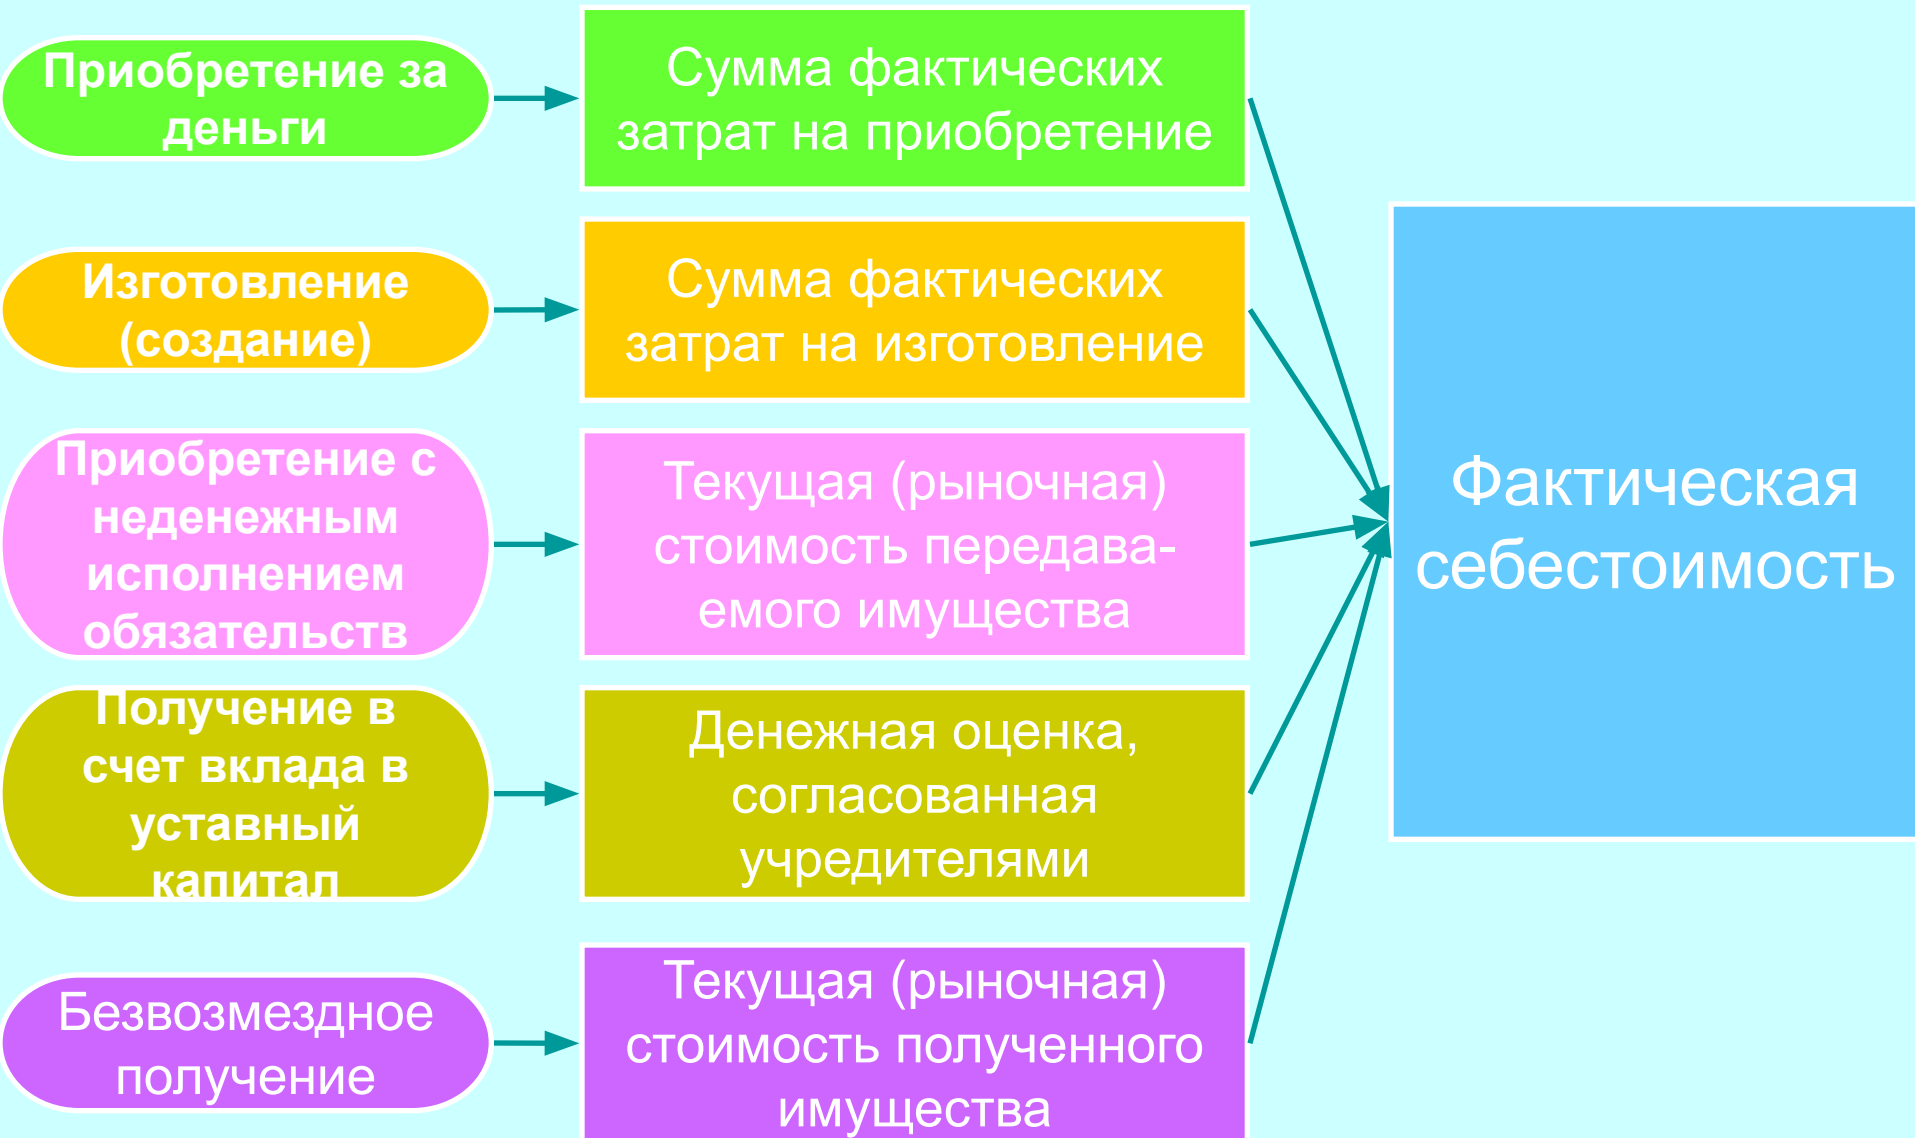 Приобретение за
деньги
Сумма фактических
затрат на приобретение
Изготовление
(создание)
Сумма фактических
затрат на изготовление
Приобретение с
неденежным
исполнением
обязательств
Текущая (рыночная)
стоимость передава-
емого имущества
Получение в
счет вклада в
уставный
капитал
Денежная оценка,
согласованная
учредителями
Безвозмездное
получение
Текущая (рыночная)
стоимость полученного
имущества
Фактическая
себестоимость